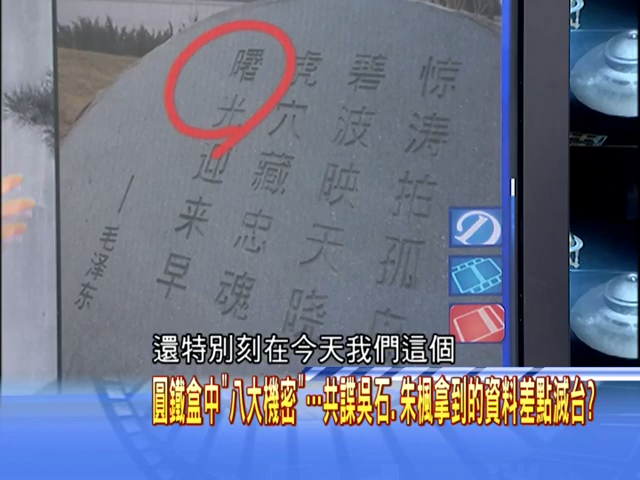 惊涛拍孤
碧波映天晓
虎穴藏忠魂
曙光迎来早
—毛泽东
還特別刻在今天我們這個
圓鐵盒中"八大機密"…共諜吳石.朱楓拿到的資料差點滅台?